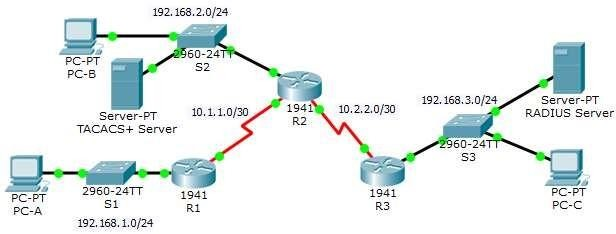 192.168.2.0/24
PC-PT
PC-B
2960-24TT
S2
Server-PT
TACACS+ Server
10.1.1.0/30
1941
R2
10.2.2.0/30
192.168.3.0/24
Server-PT
RADIUS Server
2960-24TT
S3
PC-PT
PC-A
2960-24TT
S1
192.168.1.0/24
1941
R1
1941
R3
PC-PT
PC-C